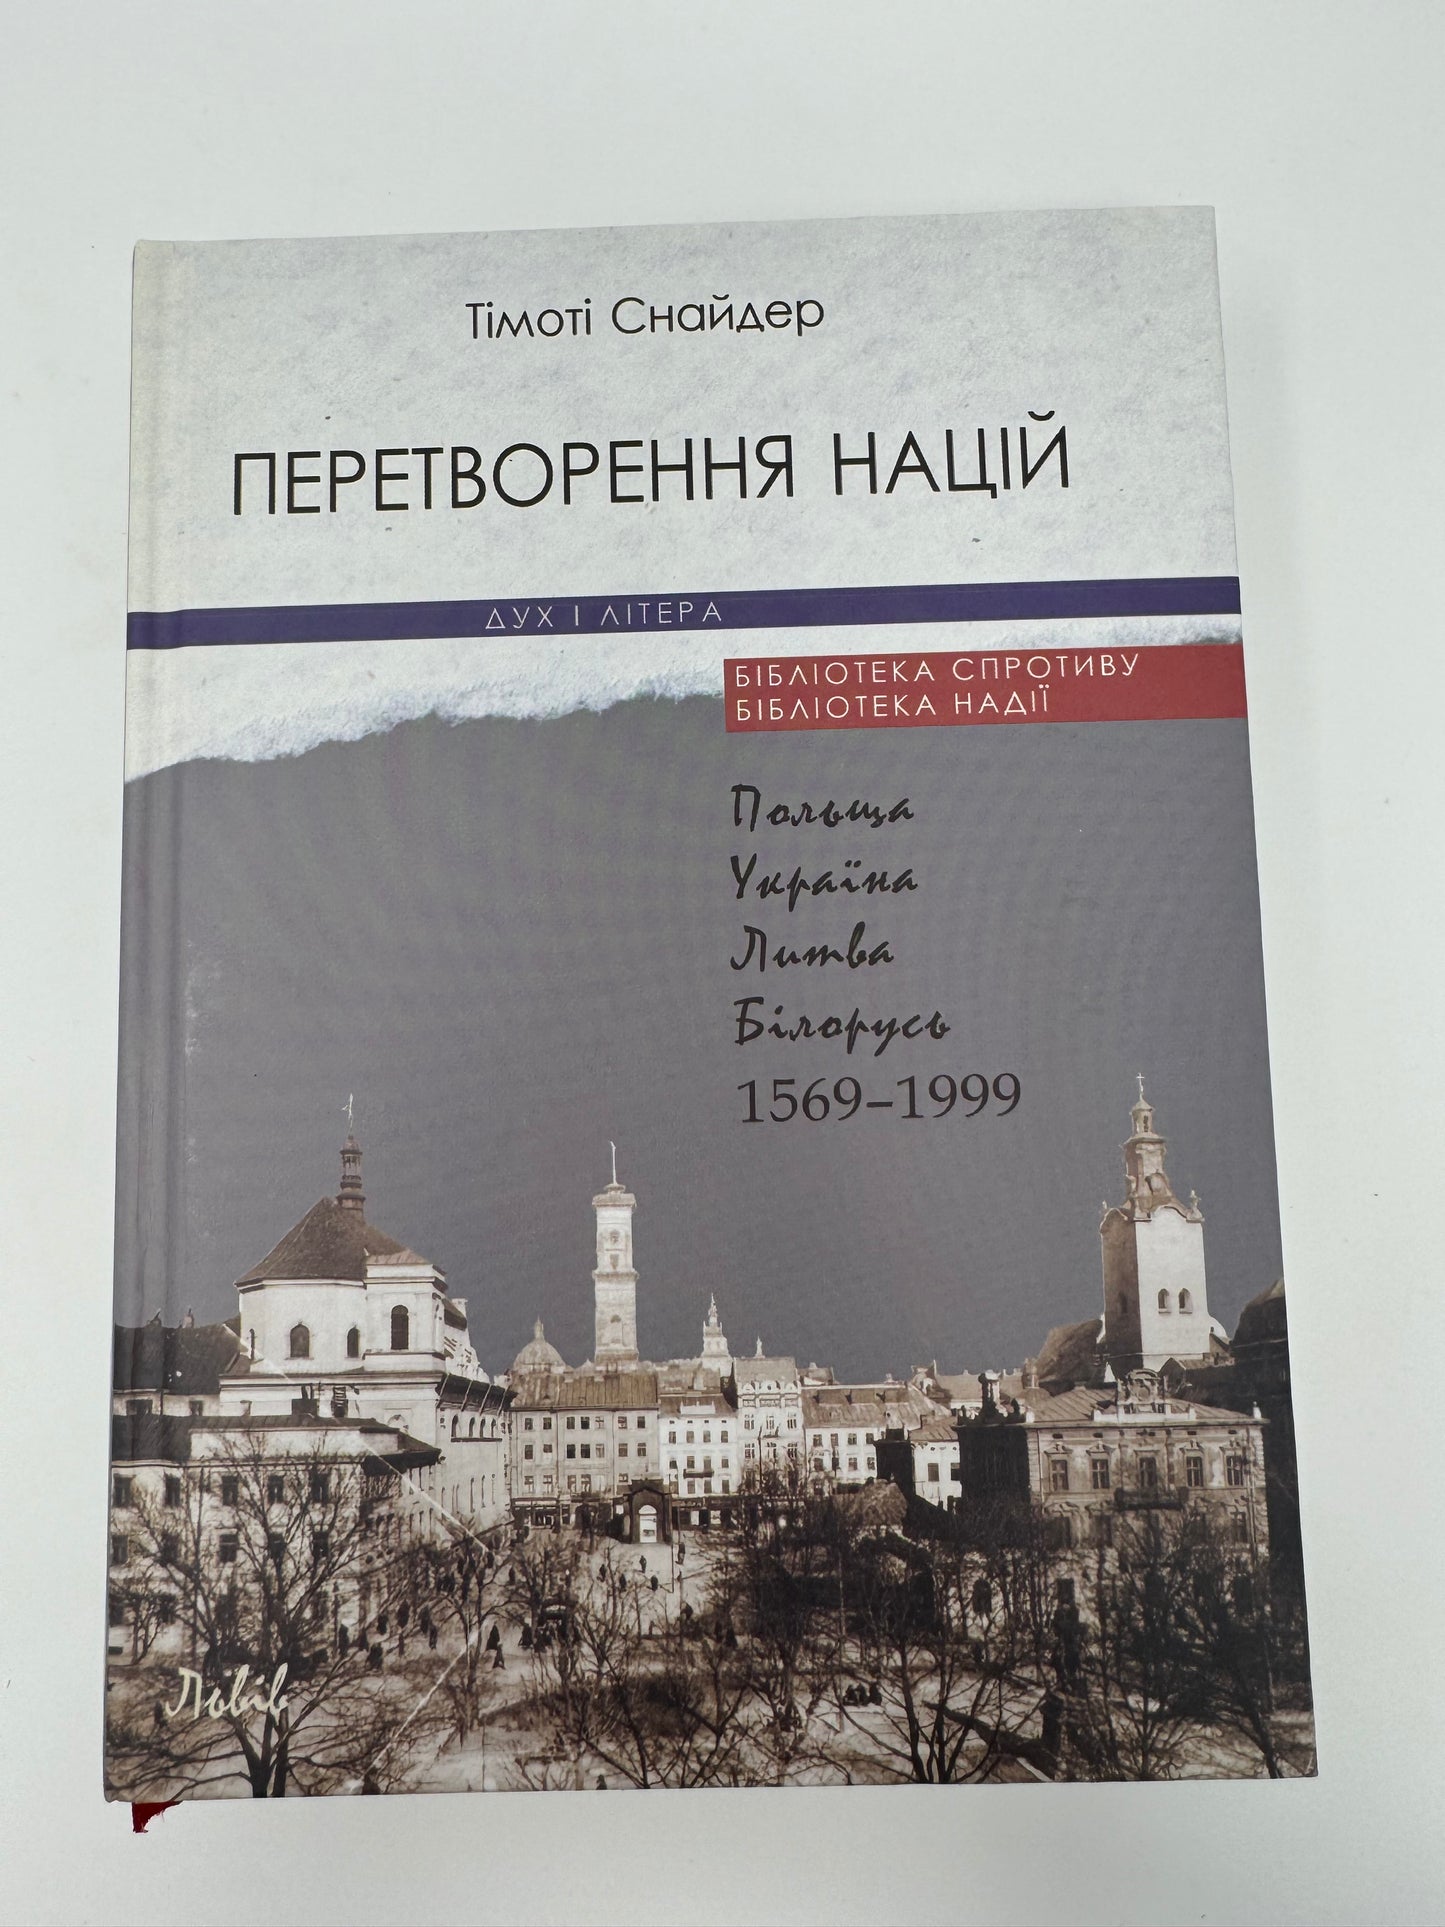 Тімоті Снайдер
ПЕРЕТВОРЕННЯ НАЦІЙ
ДУХ І ЛІТЕРА
БІБЛІОТЕКА СПРОТИВУ
БІБЛІОТЕКА НАДІЇ
Польща
Україна
Литва
Білорусь
1569–1999
Львів